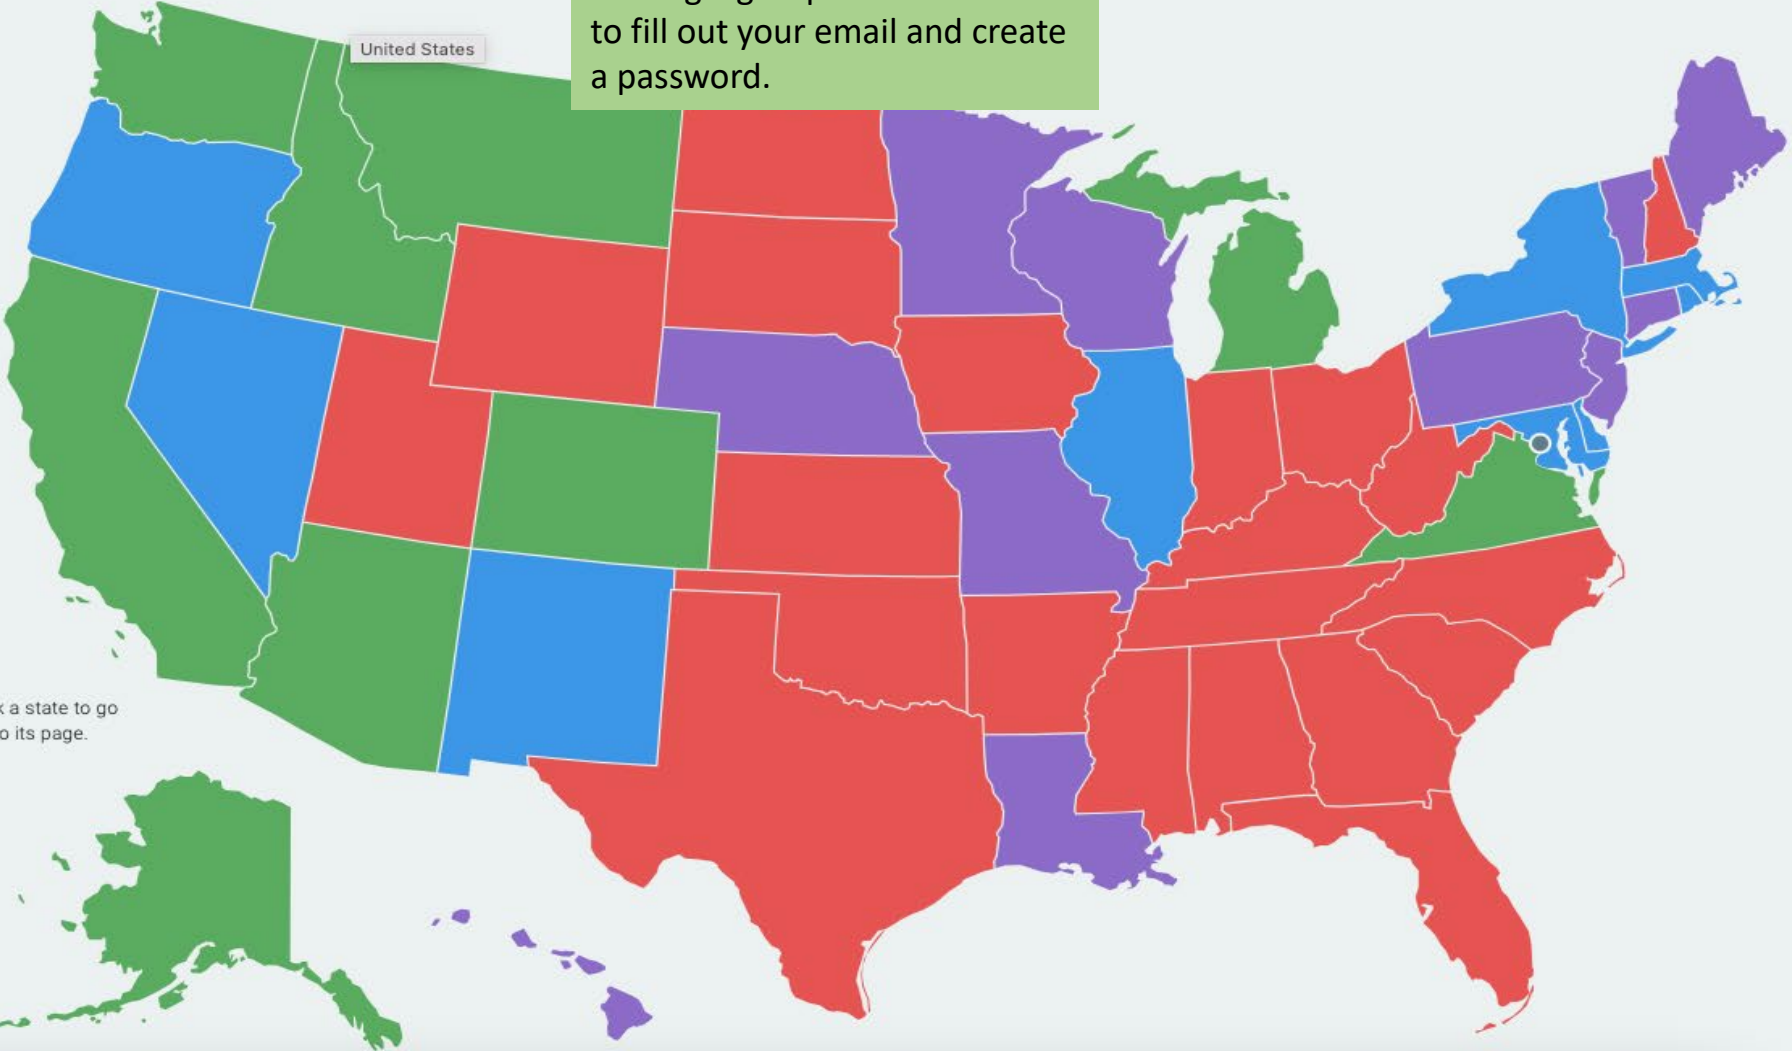 to fill out your email and create
a password.
United States
a state to go
its page.